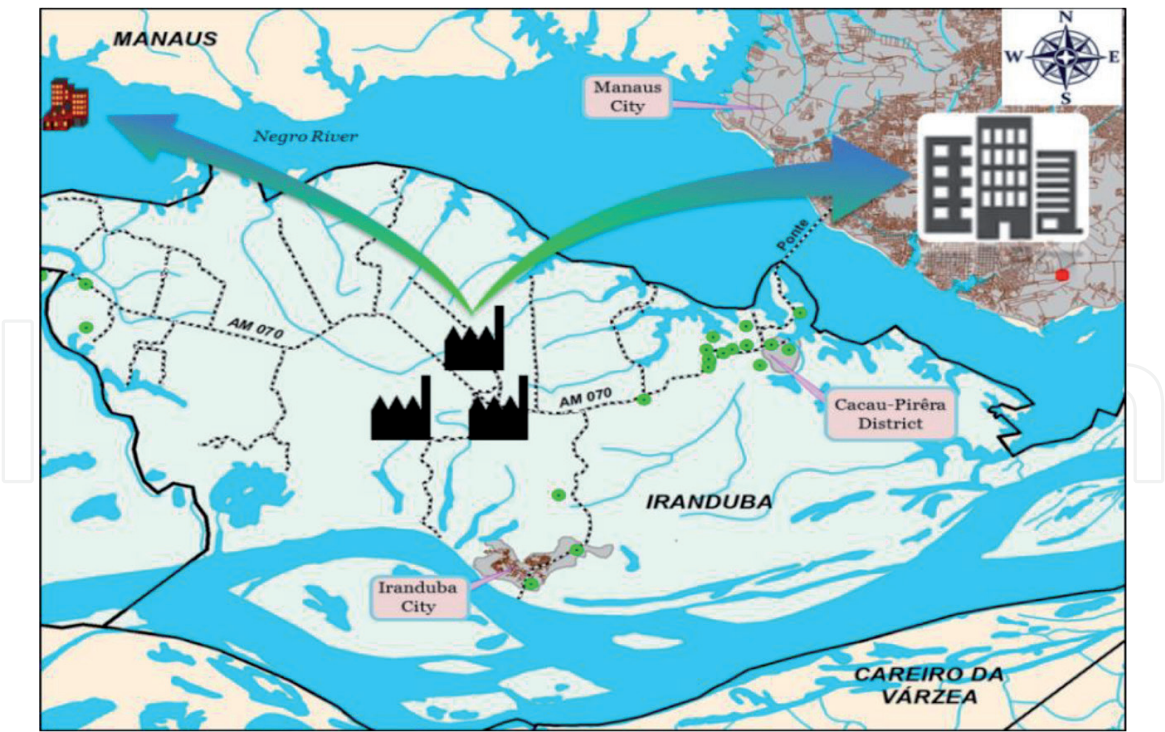 MANAUS
N
W E
S
Manaus
City
Negro River
Ponte
AM 070
AM 070
Cacau-Pirêra
District
IRANDUBA
Iranduba
City
CAREIRO DA
VÁRZEA